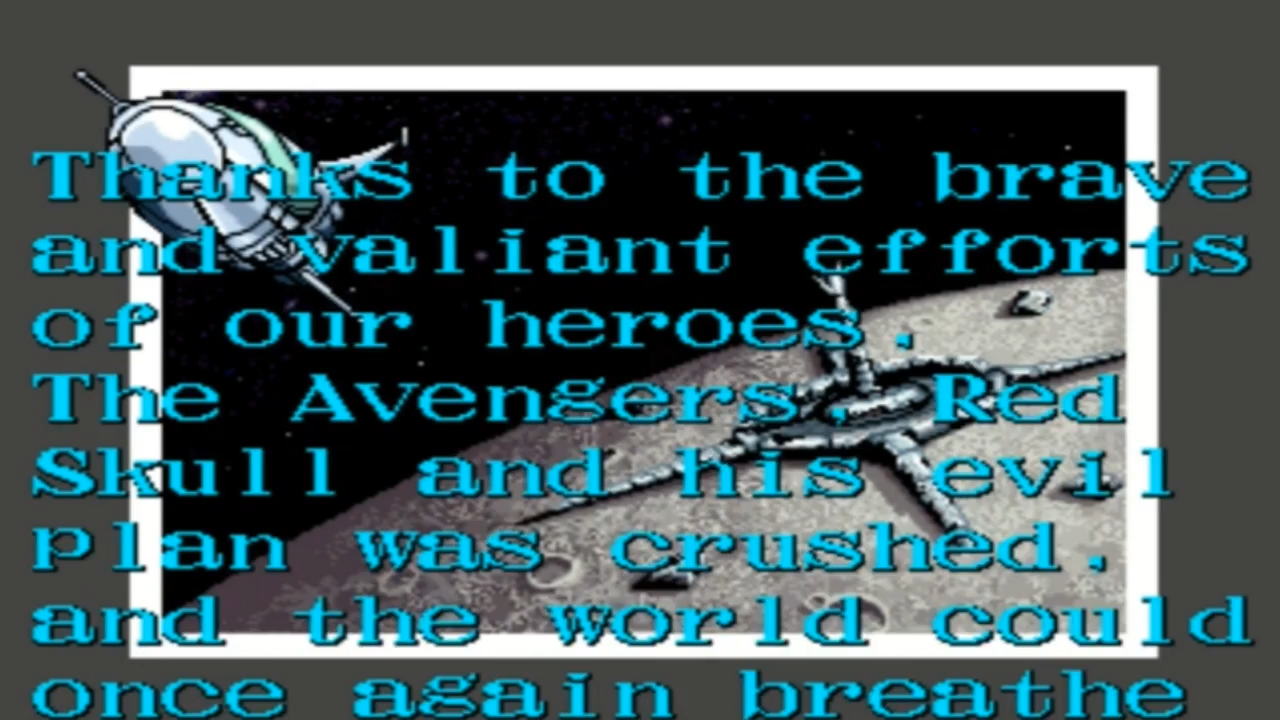 Thanks to the brave
and valiant efforts
of our heroes.
The Avengers, Red
Skull and his evil
plan was crushed.
and the world could
once again breathe